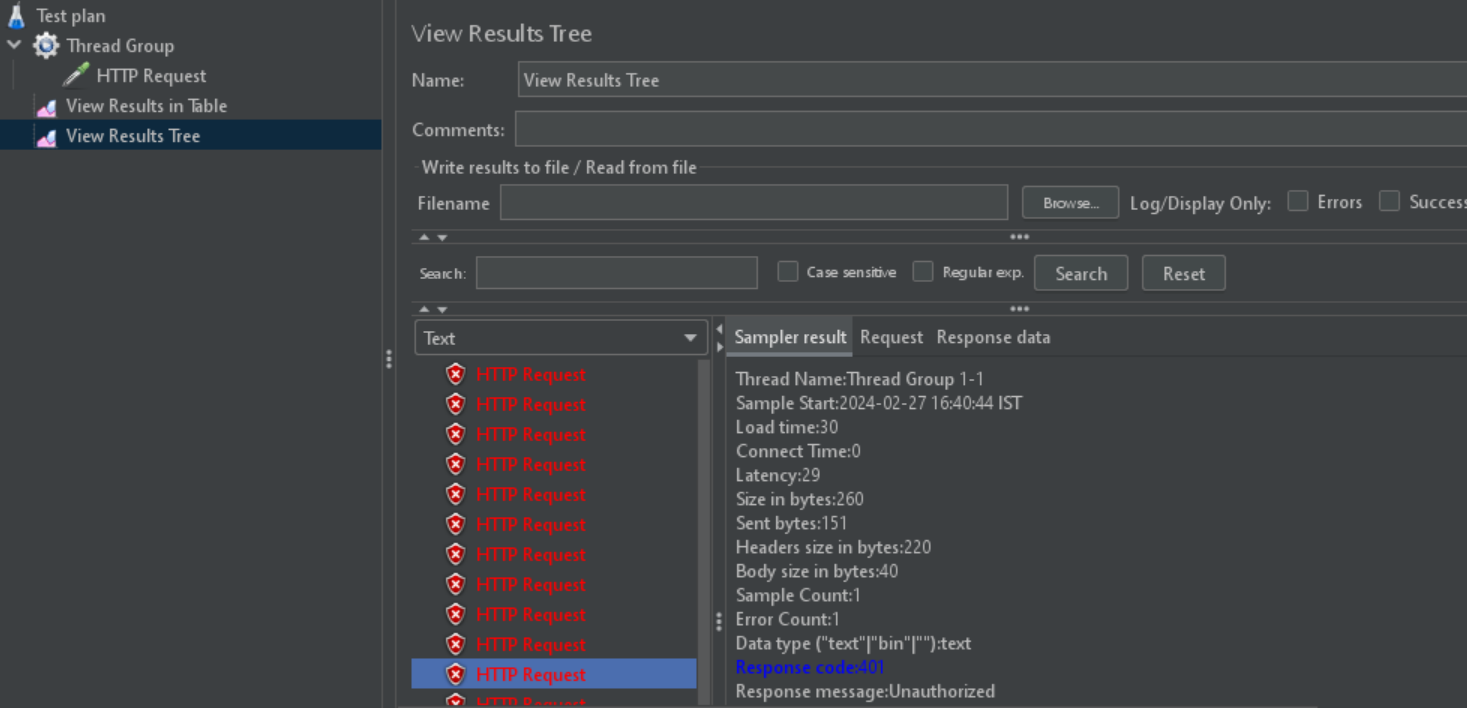 Test plan
Thread Group
HTTP Request
View Results in Table
View Results Tree
View Results Tree
Name: View Results Tree
Comments:
Write results to file / Read from file
Filename Browse... Log/Display Only: Errors Success
Search: Case sensitive Regular exp. Search Reset
Text
HTTP Request
HTTP Request
HTTP Request
HTTP Request
HTTP Request
HTTP Request
HTTP Request
HTTP Request
HTTP Request
HTTP Request
HTTP Request
HTTP Request
Sampler result Request Response data
Thread Name:Thread Group 1-1
Sample Start:2024-02-27 16:40:44 IST
Load time:30
Connect Time:0
Latency:29
Size in bytes:260
Sent bytes:151
Headers size in bytes:220
Body size in bytes:40
Sample Count:1
Error Count:1
Data type ("text"|"bin"|""):text
Response code:401
Response message:Unauthorized